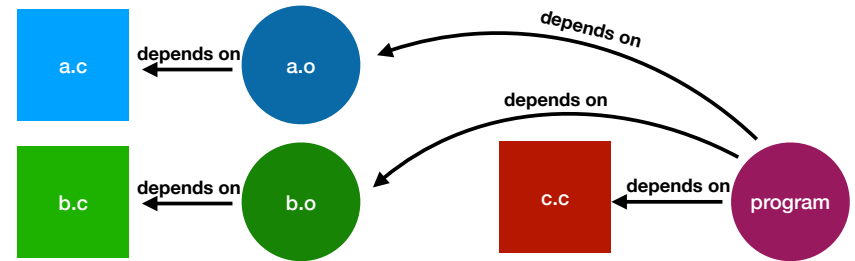 depends on
a.c
depends on
a.o
depends on
b.c
depends on
b.o
c.c
depends on
program